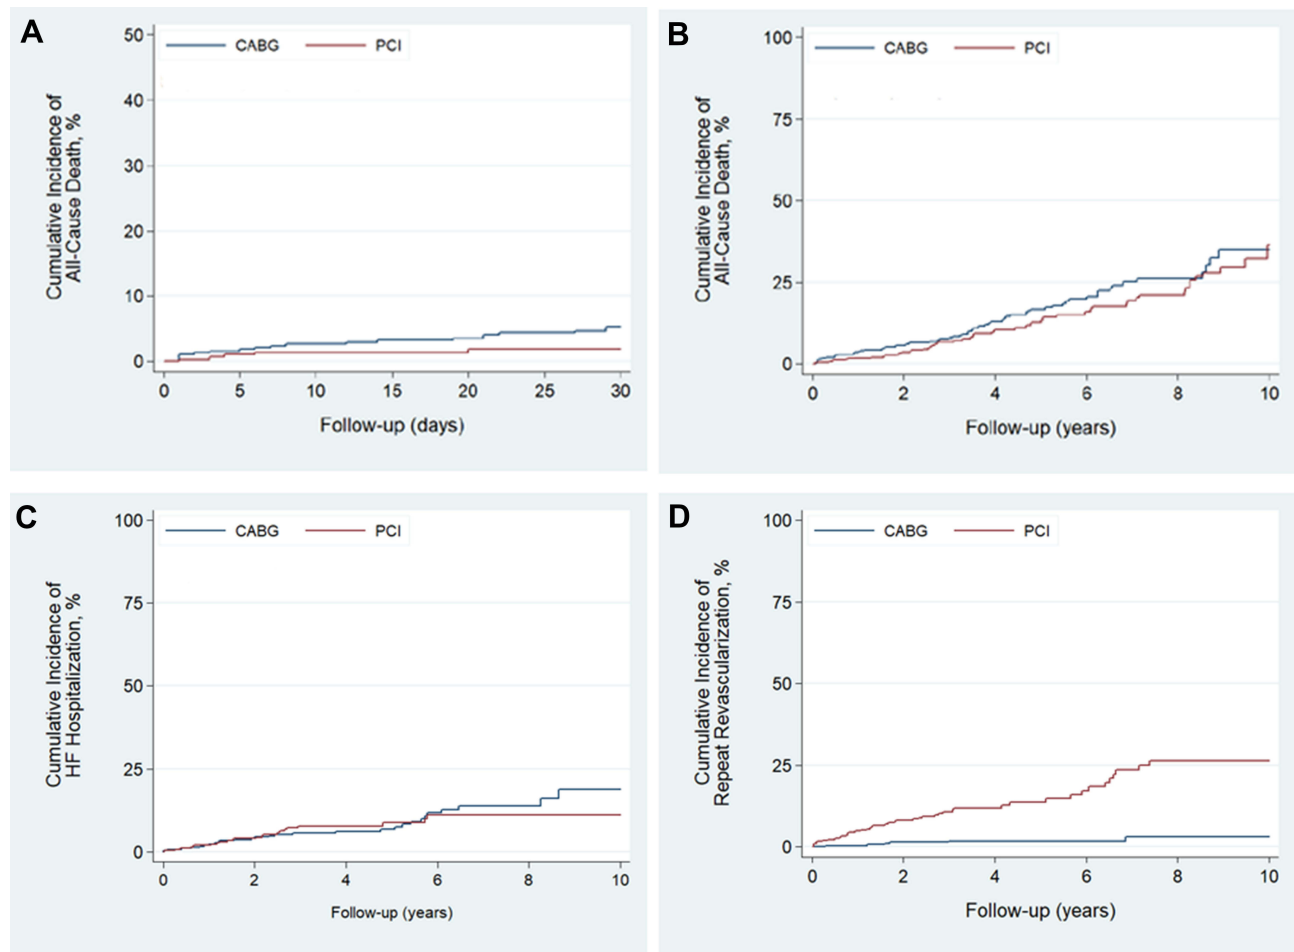 A
CABG PCI
Cumulative Incidence of
All-Cause Death, %
50
40
30
20
10
0
0 5 10 15 20 25 30
Follow-up (days)
B
CABG PCI
Cumulative Incidence of
All-Cause Death, %
100
75
50
25
0
0 2 4 6 8 10
Follow-up (years)
C
CABG PCI
Cumulative Incidence of
HF Hospitalization, %
100
75
50
25
0
0 2 4 6 8 10
Follow-up (years)
D
CABG PCI
Cumulative Incidence of
Repeat Revascularization, %
100
75
50
25
0
0 2 4 6 8 10
Follow-up (years)